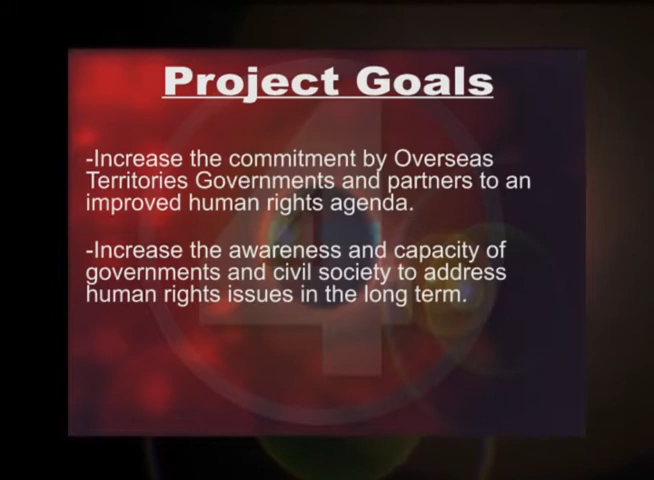 Project Goals
-Increase the commitment by Overseas
Territories Governments and partners to an
improved human rights agenda.
-Increase the awareness and capacity of
governments and civil society to address
human rights issues in the long term.
4